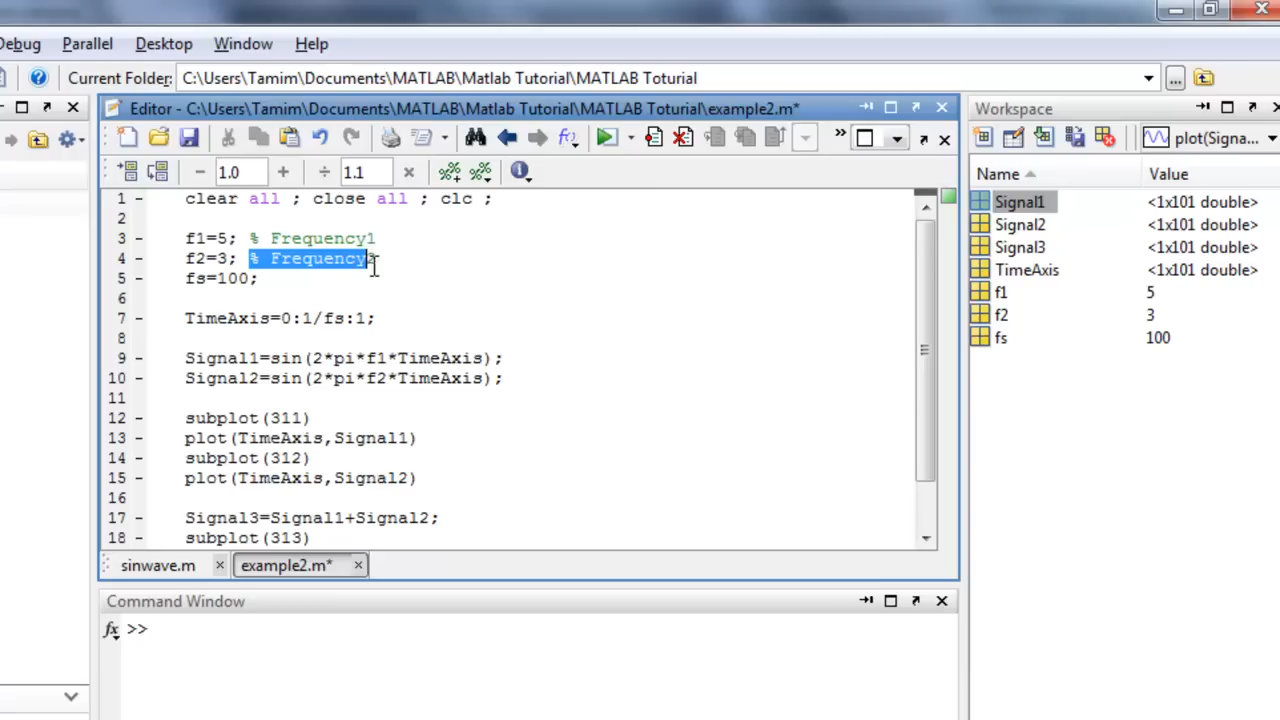 Debug Parallel Desktop Window Help
Current Folder: C:\Users\Tamim\Documents\MATLAB\Matlab Tutorial\MATLAB Toturial
Editor - C:\Users\Tamim\Documents\MATLAB\Matlab Tutorial\MATLAB Toturial\example2.m*
1.0 1.1
1 - clear all ; close all ; clc ;
2
3 - f1=5; % Frequency1
4 - f2=3; % Frequency2
5 - fs=100;
6
7 - TimeAxis=0:1/fs:1;
8
9 - Signal1=sin(2*pi*f1*TimeAxis);
10 - Signal2=sin(2*pi*f2*TimeAxis);
11
12 - subplot(311)
13 - plot(TimeAxis,Signal1)
14 - subplot(312)
15 - plot(TimeAxis,Signal2)
16
17 - Signal3=Signal1+Signal2;
18 - subplot(313)
sinwave.m example2.m*
Command Window
fx >>
Workspace
plot(Signa...
Name Value
Signal1 <1x101 double>
Signal2 <1x101 double>
Signal3 <1x101 double>
TimeAxis <1x101 double>
f1 5
f2 3
fs 100